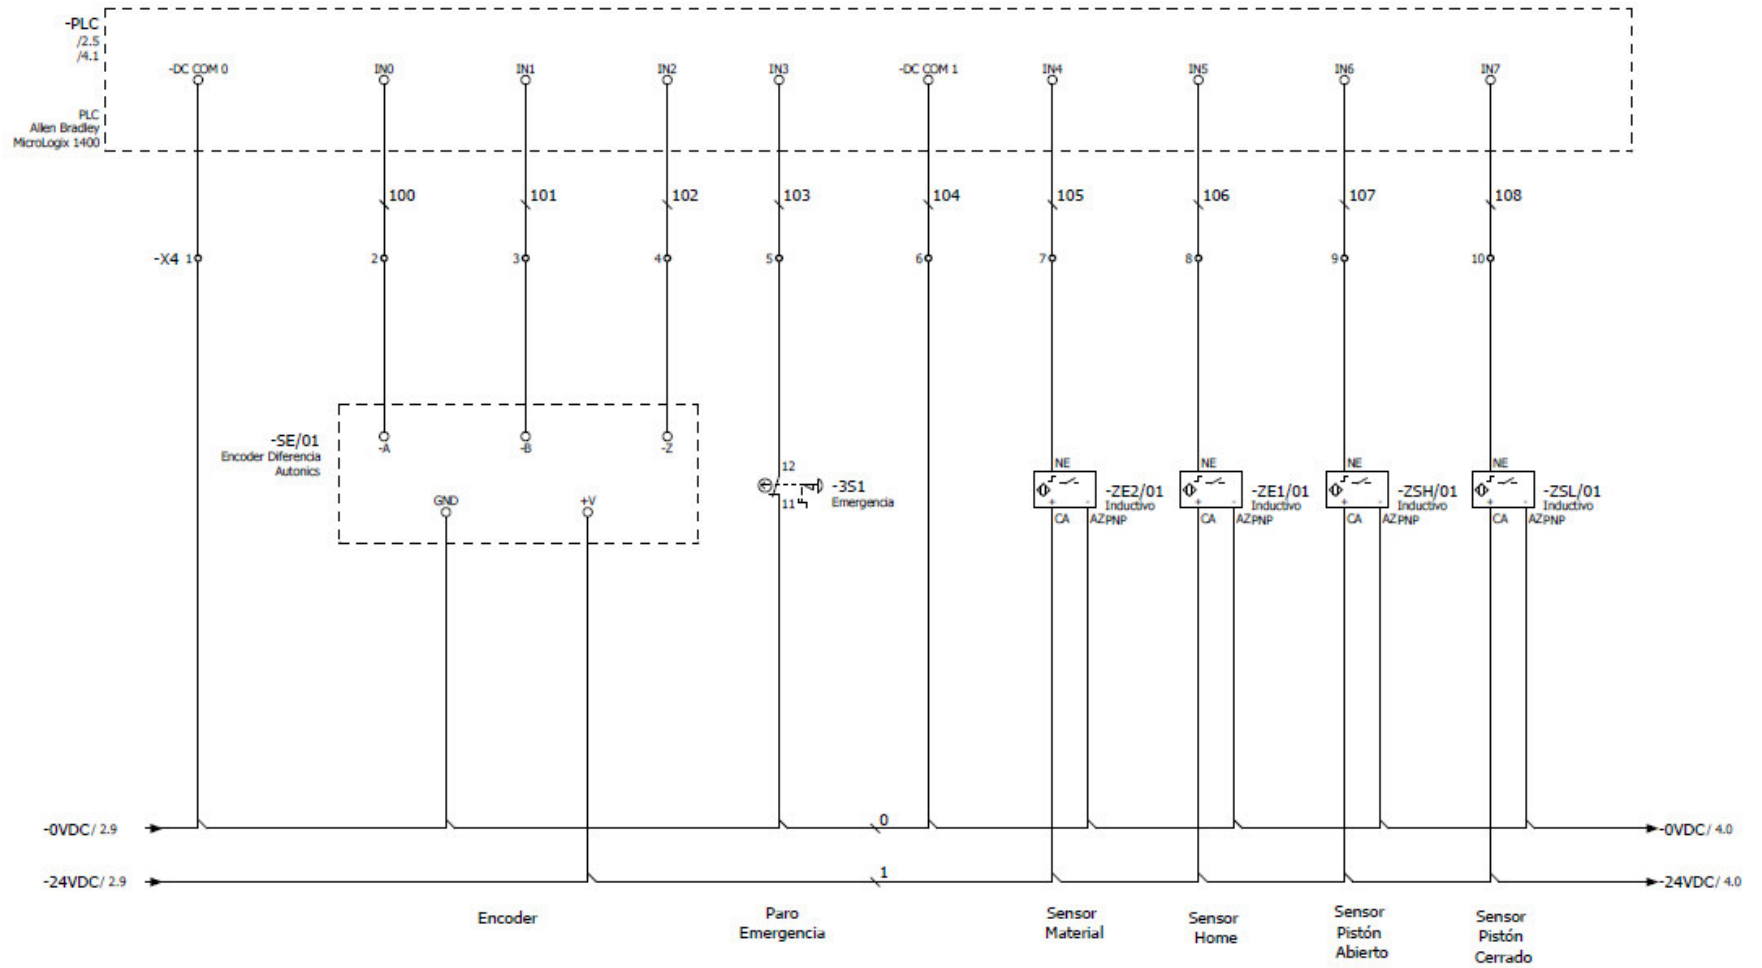 -PLC
/2.5
/4.1
-DC COM 0
IN0
IN1
IN2
IN3
-DC COM 1
IN4
IN5
IN6
IN7
PLC
Allen Bradley
MicroLogix 1400
100
101
102
103
104
105
106
107
108
-X4 1
2
3
4
5
6
7
8
9
10
-SE/01
Encoder Diferencia
Autonics
-A
-B
-Z
GND
+V
12
11
-3S1
Emergencia
NE
+ -
CA
AZ
-ZE2/01
Inductivo
PNP
NE
+ -
CA
AZ
-ZE1/01
Inductivo
PNP
NE
+ -
CA
AZ
-ZSH/01
Inductivo
PNP
NE
+ -
CA
AZ
-ZSL/01
Inductivo
PNP
-0VDC/ 2.9
0
-0VDC/ 4.0
-24VDC/ 2.9
1
-24VDC/ 4.0
Encoder
Paro
Emergencia
Sensor
Material
Sensor
Home
Sensor
Pistón
Abierto
Sensor
Pistón
Cerrado